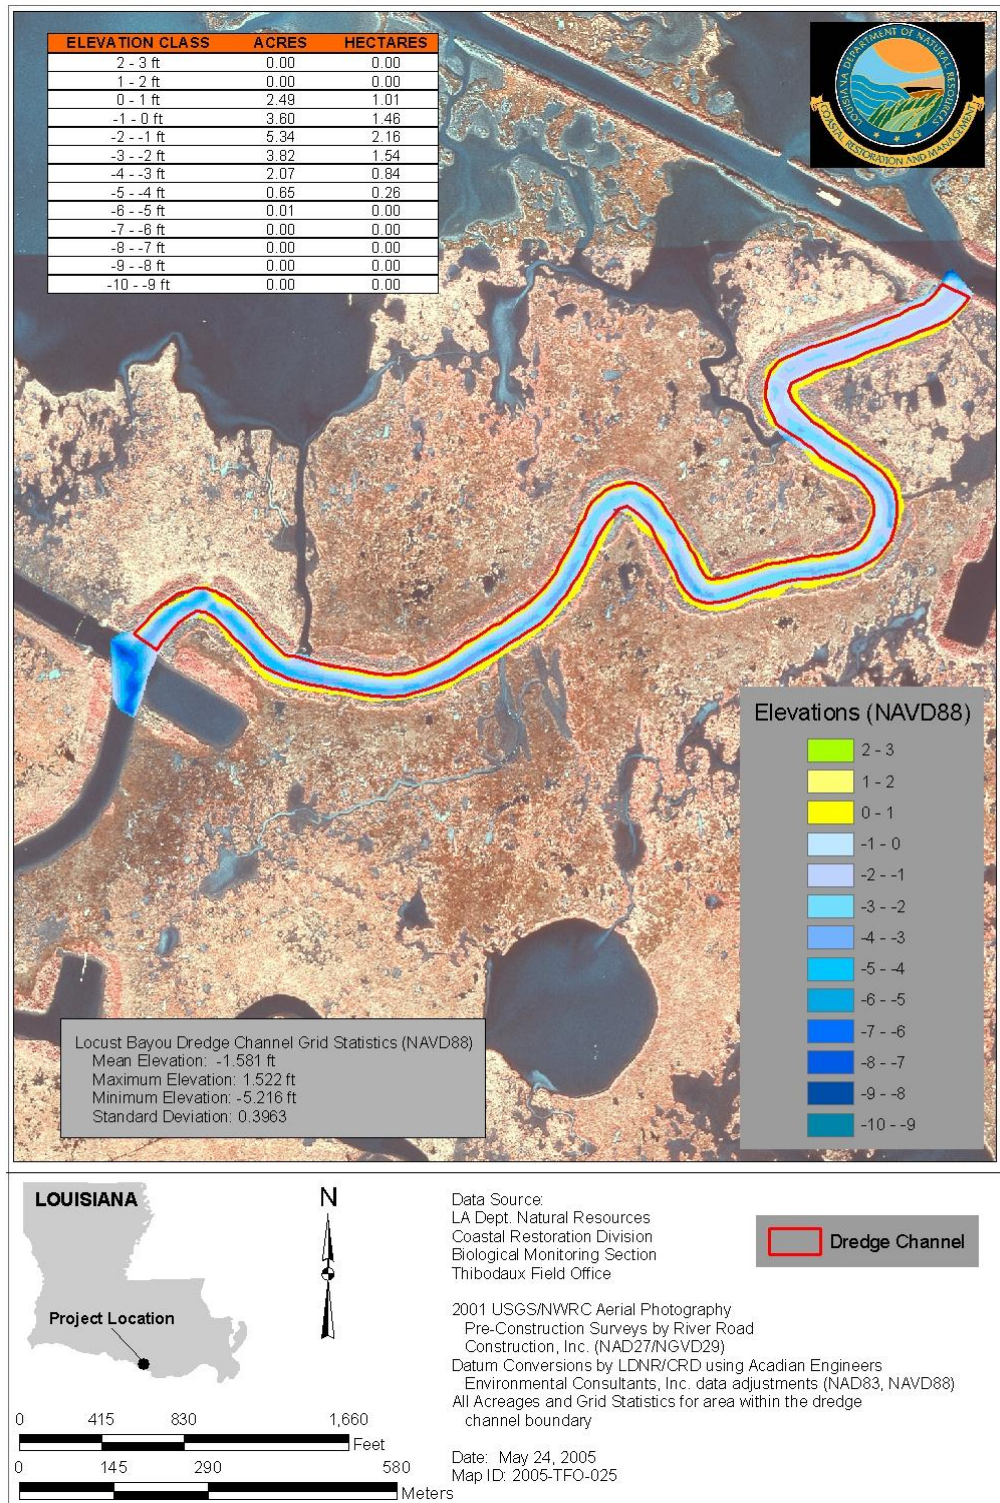 ELEVATION CLASS ACRES HECTARES
2 - 3 ft 0.00 0.00
1 - 2 ft 0.00 0.00
0 - 1 ft 2.49 1.01
-1 - 0 ft 3.60 1.46
-2 - -1 ft 5.34 2.16
-3 - -2 ft 3.82 1.54
-4 - -3 ft 2.07 0.84
-5 - -4 ft 0.65 0.26
-6 - -5 ft 0.01 0.00
-7 - -6 ft 0.00 0.00
-8 - -7 ft 0.00 0.00
-9 - -8 ft 0.00 0.00
-10 - -9 ft 0.00 0.00
LOUISIANA DEPARTMENT OF NATURAL RESOURCES
COASTAL RESTORATION AND MANAGEMENT
Elevations (NAVD88)
2 - 3
1 - 2
0 - 1
-1 - 0
-2 - -1
-3 - -2
-4 - -3
-5 - -4
-6 - -5
-7 - -6
-8 - -7
-9 - -8
-10 - -9
Locust Bayou Dredge Channel Grid Statistics (NAVD88)
Mean Elevation: -1.581 ft
Maximum Elevation: 1.522 ft
Minimum Elevation: -5.216 ft
Standard Deviation: 0.3963
LOUISIANA
Project Location
N
0 415 830 1,660
Feet
0 145 290 580
Meters
Data Source:
LA Dept. Natural Resources
Coastal Restoration Division
Biological Monitoring Section
Thibodaux Field Office
2001 USGS/NWRC Aerial Photography
Pre-Construction Surveys by River Road
Construction, Inc. (NAD27/NGVD29)
Datum Conversions by LDNR/CRD using Acadian Engineers
Environmental Consultants, Inc. data adjustments (NAD83, NAVD88)
All Acreages and Grid Statistics for area within the dredge
channel boundary
Date: May 24, 2005
Map ID: 2005-TFO-025
Dredge Channel